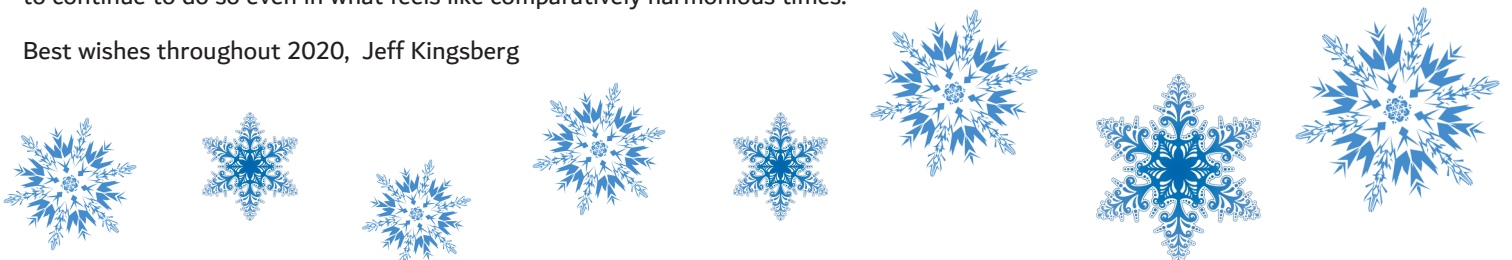 to continue to do so even in what feels like comparatively harmonious times.
Best wishes throughout 2020, Jeff Kingsberg